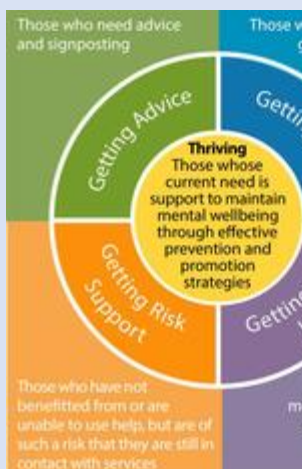 Those who need advice
and signposting
Those w
g
Getting Advice
Getting
Thriving
Those whose
current need is
support to maintain
mental wellbeing
through effective
prevention and
promotion
strategies
Getting Risk
Support
Getting
Those who have not
benefitted from or are
unable to use help, but are of
such a risk that they are still in
contact with services
m